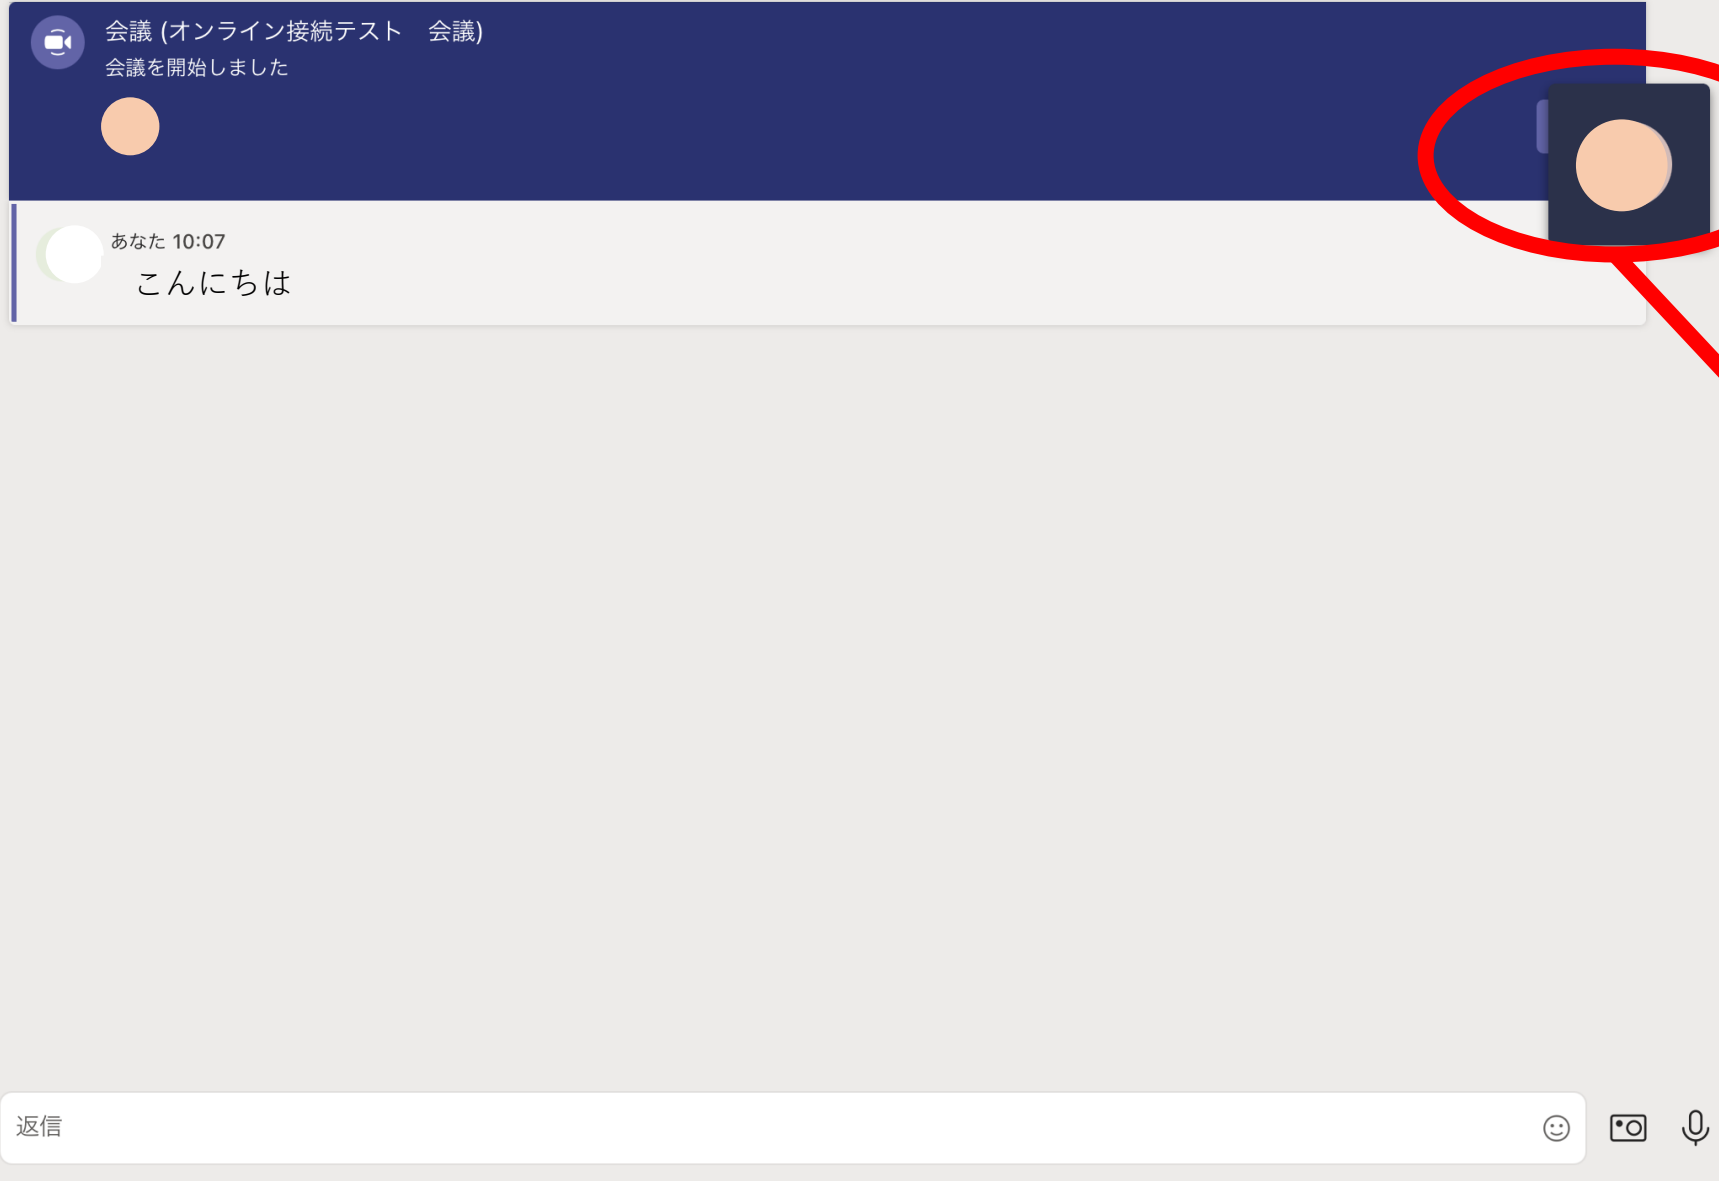 会議 (オンライン接続テスト　会議)
会議を開始しました
あなた 10:07
こんにちは
返信